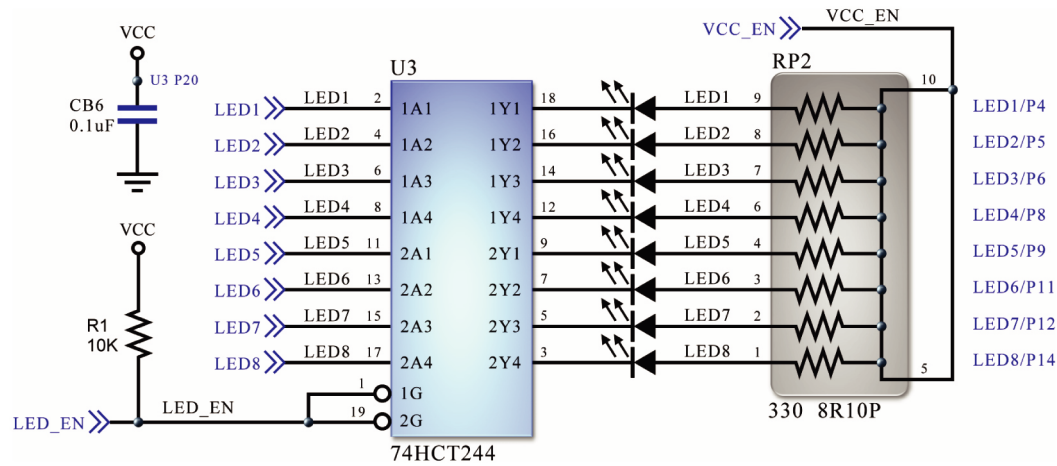 VCC_EN VCC_EN
VCC
U3 P20
CB6
0.1uF
U3
RP2
10
LED1 LED1 2 1A1 1Y1 18 LED1 9 LED1/P4
LED2 LED2 4 1A2 1Y2 16 LED2 8 LED2/P5
LED3 LED3 6 1A3 1Y3 14 LED3 7 LED3/P6
LED4 LED4 8 1A4 1Y4 12 LED4 6 LED4/P8
VCC
LED5 LED5 11 2A1 2Y1 9 LED5 4 LED5/P9
LED6 LED6 13 2A2 2Y2 7 LED6 3 LED6/P11
R1
10K
LED7 LED7 15 2A3 2Y3 5 LED7 2 LED7/P12
LED8 LED8 17 2A4 2Y4 3 LED8 1 LED8/P14
5
1 1G
LED_EN LED_EN 19 2G
330 8R10P
74HCT244